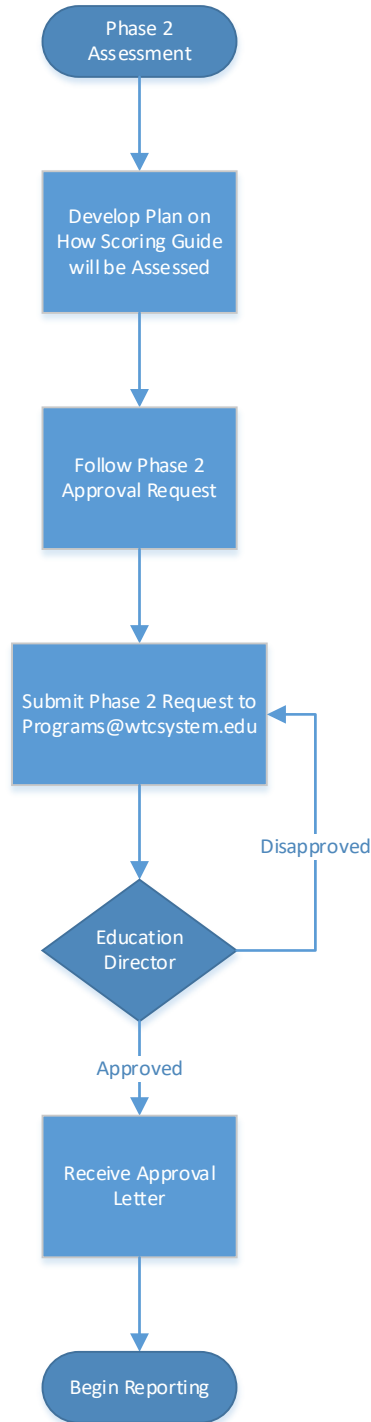 Phase 2
Assessment
Develop Plan on
How Scoring Guide
will be Assessed
Follow Phase 2
Approval Request
Submit Phase 2 Request to
Programs@wtcsystem.edu
Disapproved
Education
Director
Approved
Receive Approval
Letter
Begin Reporting